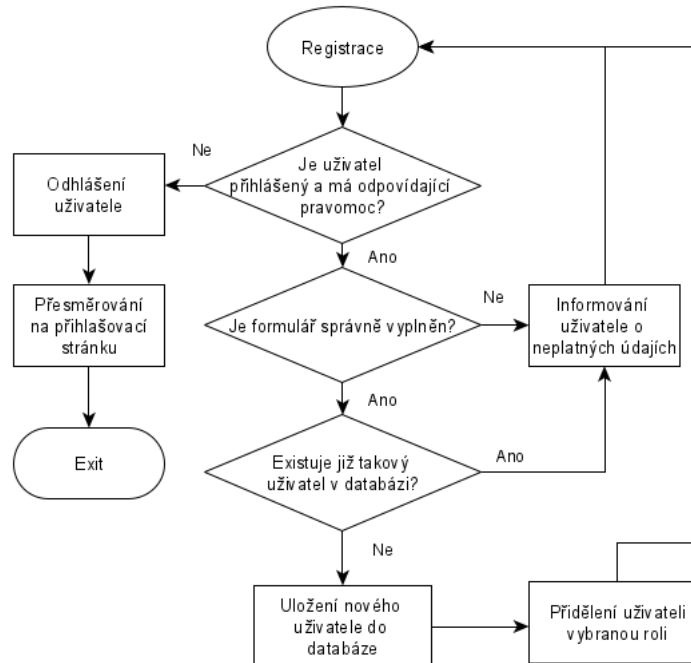 Registrace
Ne
Je uživatel
přihlášený a má odpovídající
pravomoc?
Odhlášení
uživatele
Ano
Přesměrování
na přihlašovací
stránku
Je formulář správně vyplněn?
Ne
Informování
uživatele o
neplatných údajích
Ano
Exit
Existuje již takový
uživatel v databázi?
Ano
Ne
Uložení nového
uživatele do
databáze
Přidělení uživateli
vybranou roli